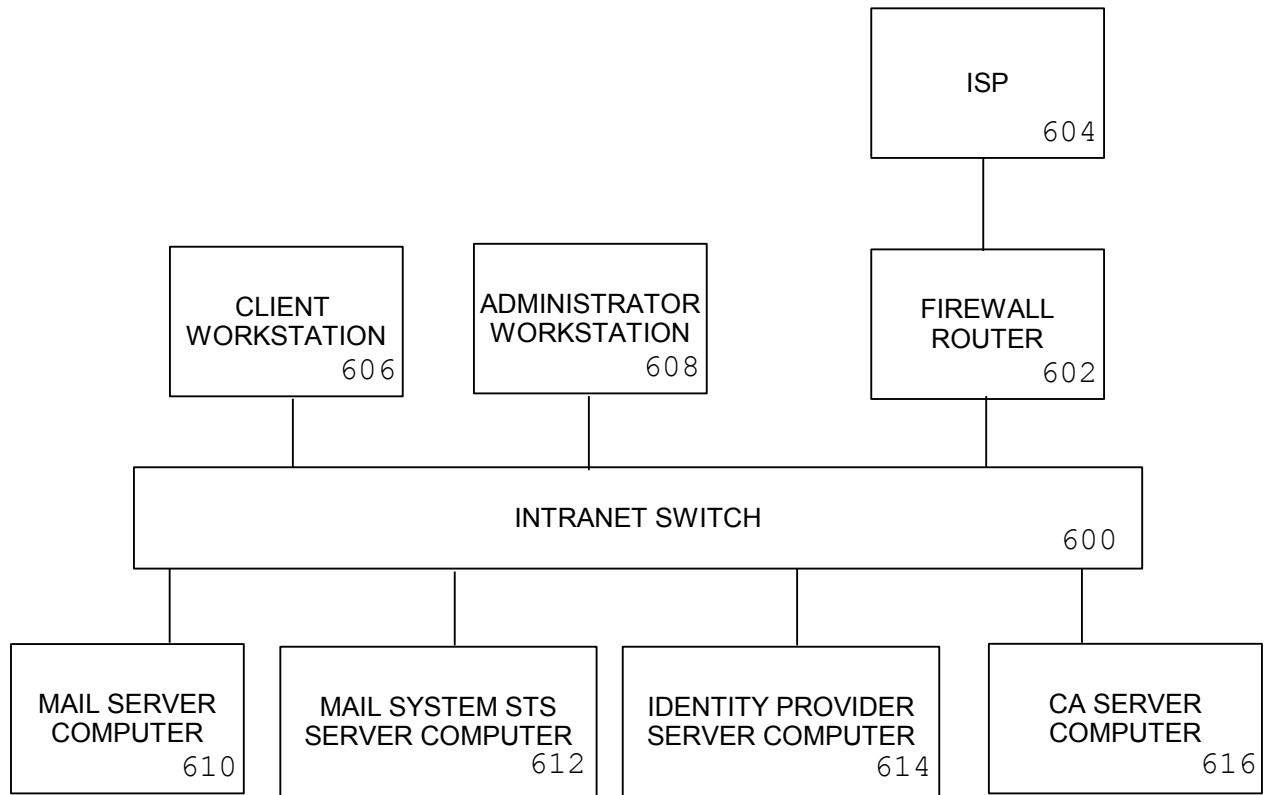 ISP
604
CLIENT
WORKSTATION
606
ADMINISTRATOR
WORKSTATION
608
FIREWALL
ROUTER
602
INTRANET SWITCH
600
MAIL SERVER
COMPUTER
610
MAIL SYSTEM STS
SERVER COMPUTER
612
IDENTITY PROVIDER
SERVER COMPUTER
614
CA SERVER
COMPUTER
616